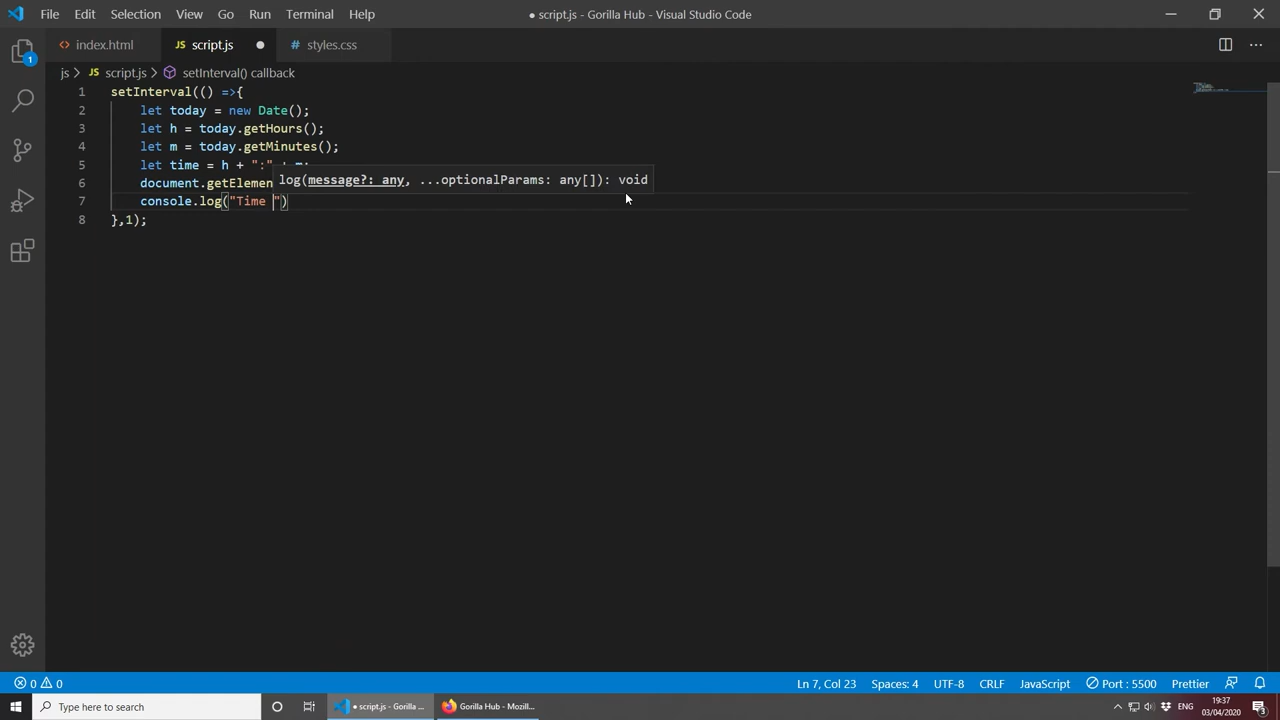 File Edit Selection View Go Run Terminal Help
● script.js - Gorilla Hub - Visual Studio Code
index.html
JS script.js ●
# styles.css
js > JS script.js > setInterval() callback
1 setInterval(() =>{
2 let today = new Date();
3 let h = today.getHours();
4 let m = today.getMinutes();
5 let time = h + ":" + m;
log(message?: any, ...optionalParams: any[]): void
6 document.getElemen
7 console.log("Time ")
8 },1);
1
0 0
Ln 7, Col 23 Spaces: 4 UTF-8 CRLF JavaScript Port : 5500 Prettier
Type here to search
● script.js - Gorilla ...
Gorilla Hub - Mozill...
ENG
19:37
03/04/2020
3